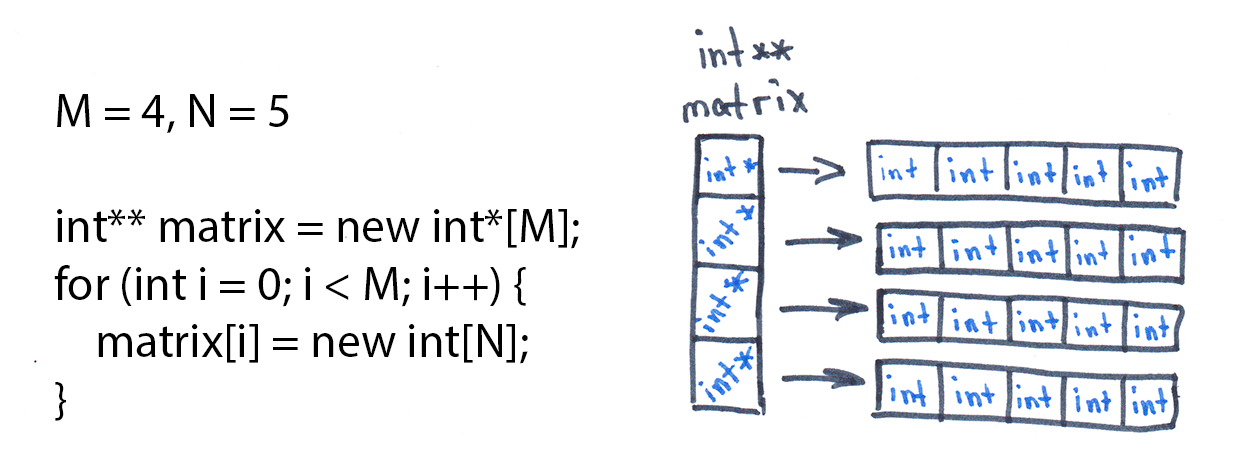 M = 4, N = 5
int** matrix = new int*[M];
for (int i = 0; i < M; i++) {
matrix[i] = new int[N];
}
int**
matrix
int* int int int int int
int* int int int int int
int* int int int int int
int* int int int int int